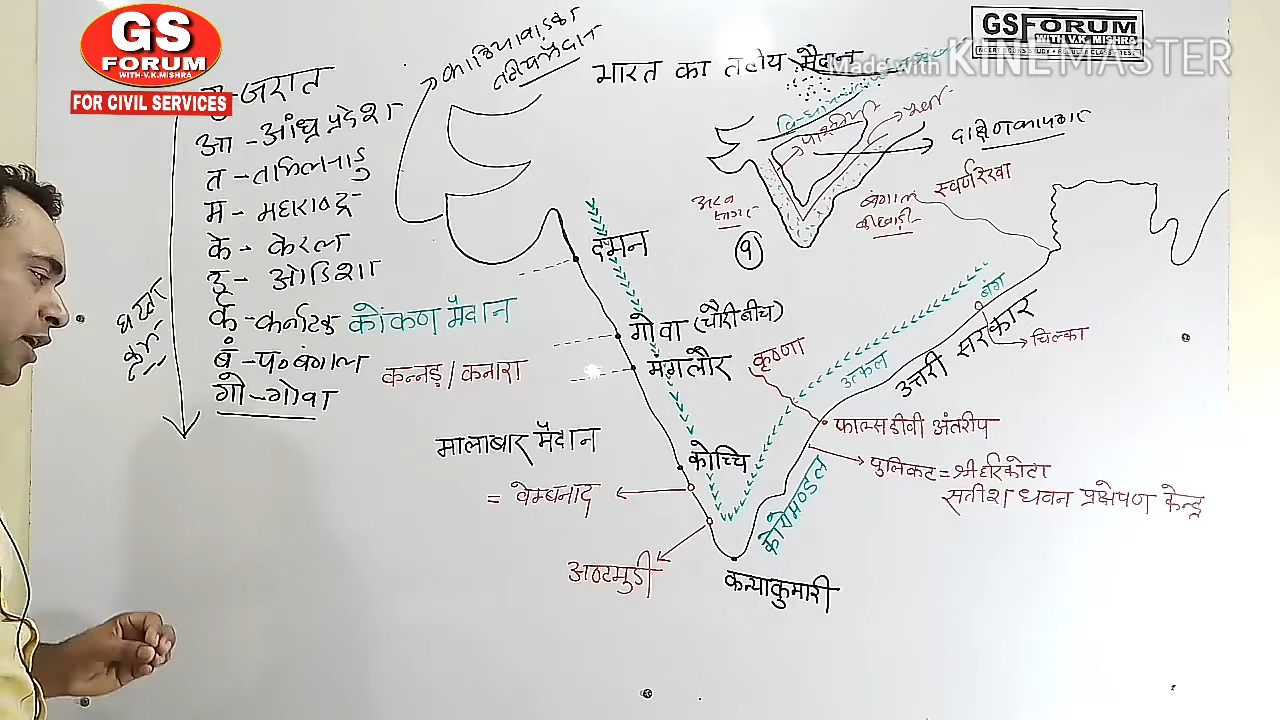 GS
FORUM
WITH-V.K.MISHRA
FOR CIVIL SERVICES
GS FORUM
WITH V.K MISHRA
Made with KINEMASTER
भारत का तटीय मैदान
काठियावाड़ का
तटीय मैदान
गु-जरात
आ-आंध्र प्रदेश
त-तमिलनाडु
म-महाराष्ट्र
के-केरल
इ-ओडिशा
र्क-कर्नाटक
बं-प०बंगाल
गो-गोवा
कोंकण मैदान
कन्नड़/कनारा
मालाबार मैदान
= वेम्बनाद
अष्टमुडी
दमन
गोवा (चौरी बीच)
मंगलौर
कोच्चि
कन्याकुमारी
कृष्णा
कोरोमण्डल
उत्कल
बंग
उत्तरी सरकार
चिल्का
फाल्स डीवी अंतरीप
पुलिकट = श्री हरिकोटा
सतीश धवन प्रक्षेपण केन्द्र
अरब
सागर
बंगाल
की खाड़ी
स्वर्णरेखा
१